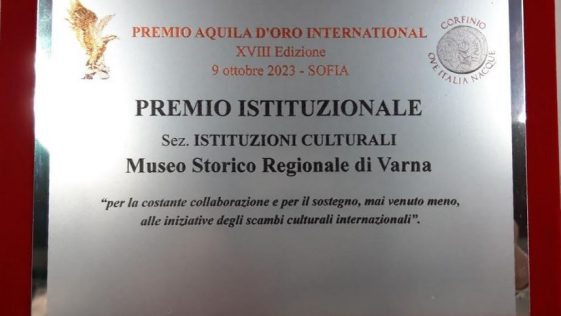 PREMIO AQUILA D'ORO INTERNATIONAL
XVIII Edizione
9 ottobre 2023 - SOFIA
CORFINIO
OVE ITALIA NACQUE
PREMIO ISTITUZIONALE
Sez. ISTITUZIONI CULTURALI
Museo Storico Regionale di Varna
“per la costante collaborazione e per il sostegno, mai venuto meno,
alle iniziative degli scambi culturali internazionali”.